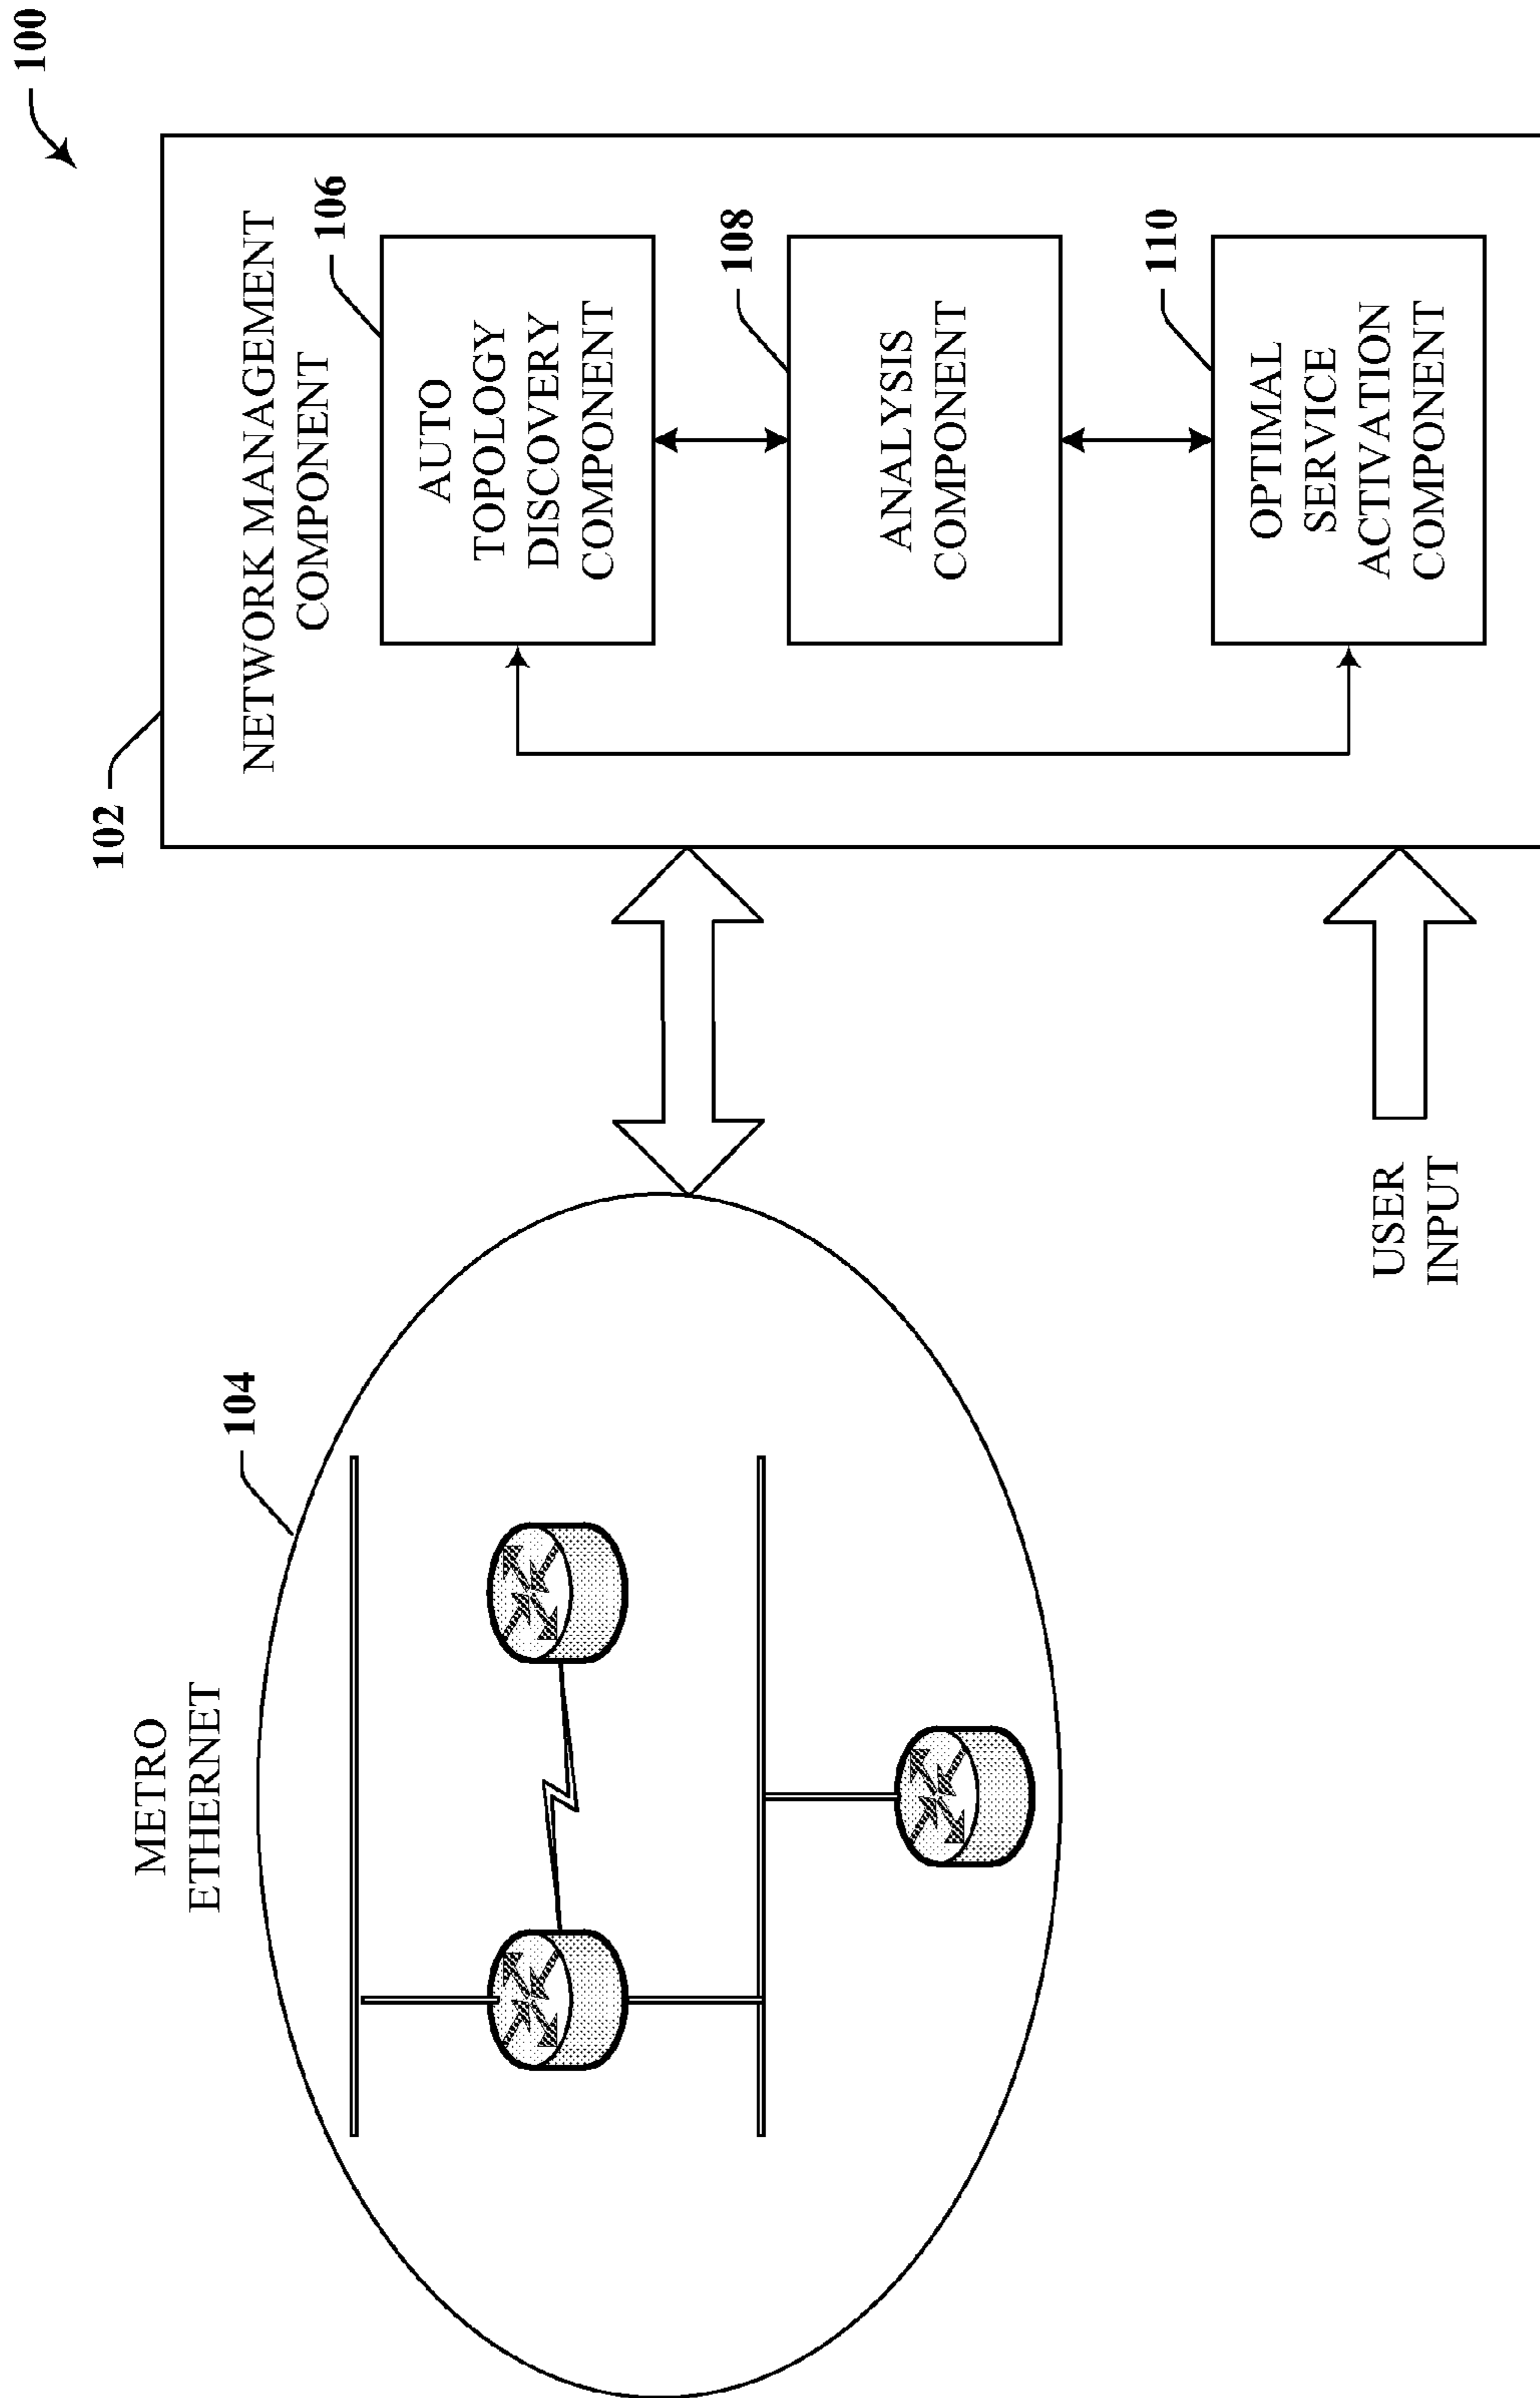 100
102
NETWORK MANAGEMENT
COMPONENT
106
AUTO
TOPOLOGY
DISCOVERY
COMPONENT
108
ANALYSIS
COMPONENT
110
OPTIMAL
SERVICE
ACTIVATION
COMPONENT
METRO
ETHERNET
104
USER
INPUT